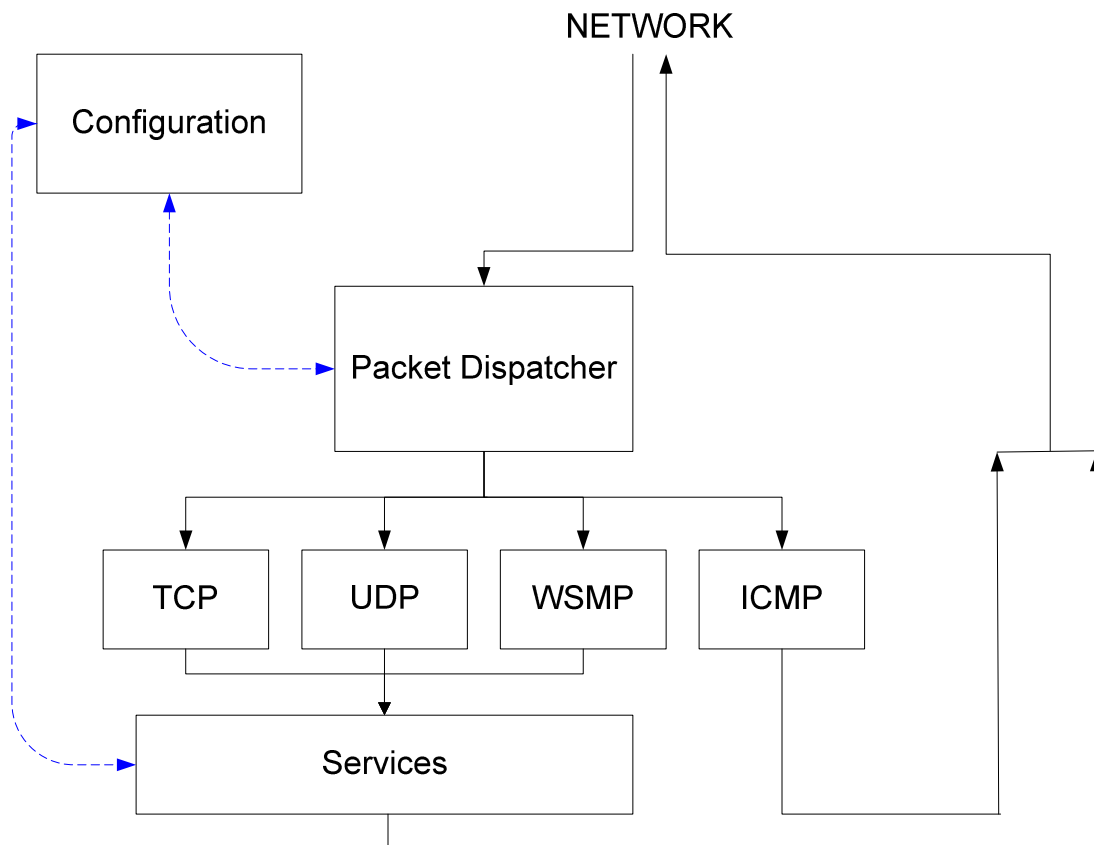 NETWORK
Configuration
Packet Dispatcher
TCP
UDP
WSMP
ICMP
Services